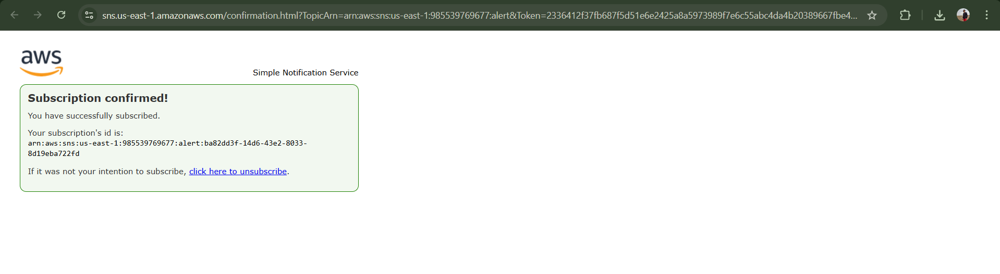 sns.us-east-1.amazonaws.com/confirmation.html?TopicArn=arn:aws:sns:us-east-1:985539769677:alert&Token=2336412f37fb687f5d51e6e2425a8a5973989f7e6c55abc4da4b20389667fbe4...
aws
Simple Notification Service
Subscription confirmed!
You have successfully subscribed.
Your subscription's id is:
arn:aws:sns:us-east-1:985539769677:alert:ba82dd3f-14d6-43e2-8033-
8d19eba722fd
If it was not your intention to subscribe, click here to unsubscribe.